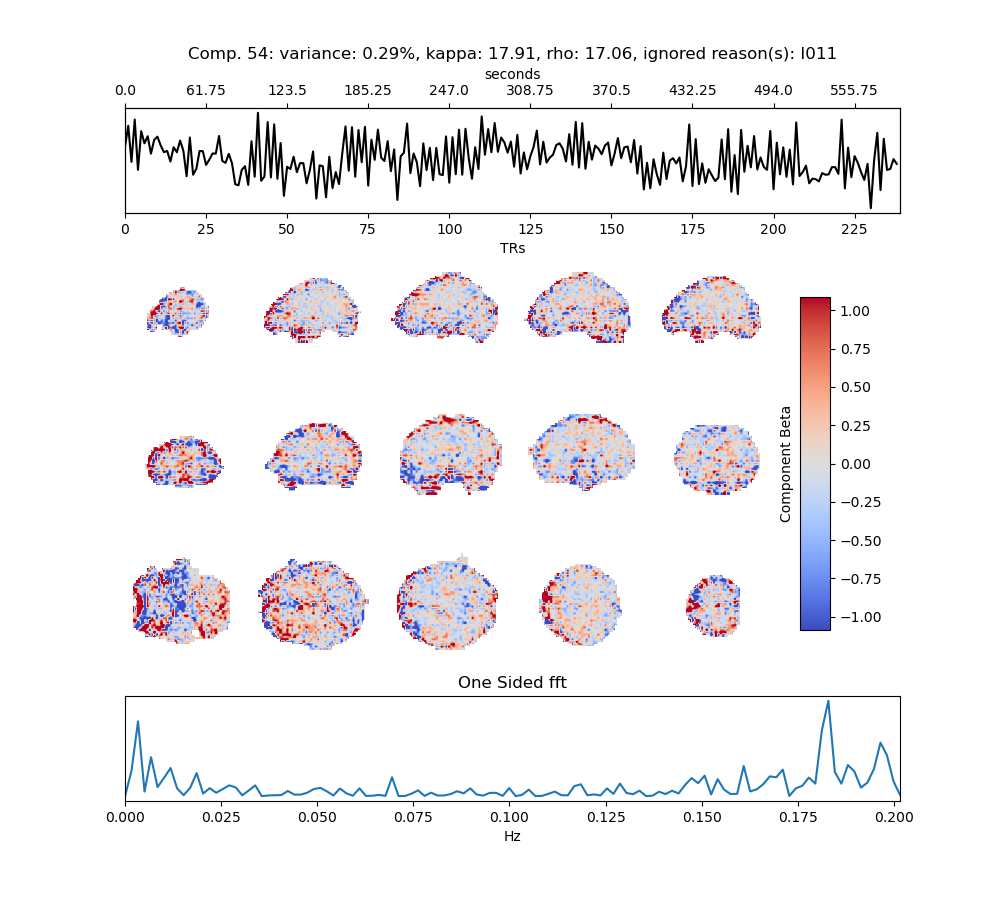 Comp. 54: variance: 0.29%, kappa: 17.91, rho: 17.06, ignored reason(s): I011
seconds
0.0 61.75 123.5 185.25 247.0 308.75 370.5 432.25 494.0 555.75
0 25 50 75 100 125 150 175 200 225
TRs
1.00
0.75
0.50
0.25
0.00
−0.25
−0.50
−0.75
−1.00
Component Beta
One Sided fft
0.000 0.025 0.050 0.075 0.100 0.125 0.150 0.175 0.200
Hz